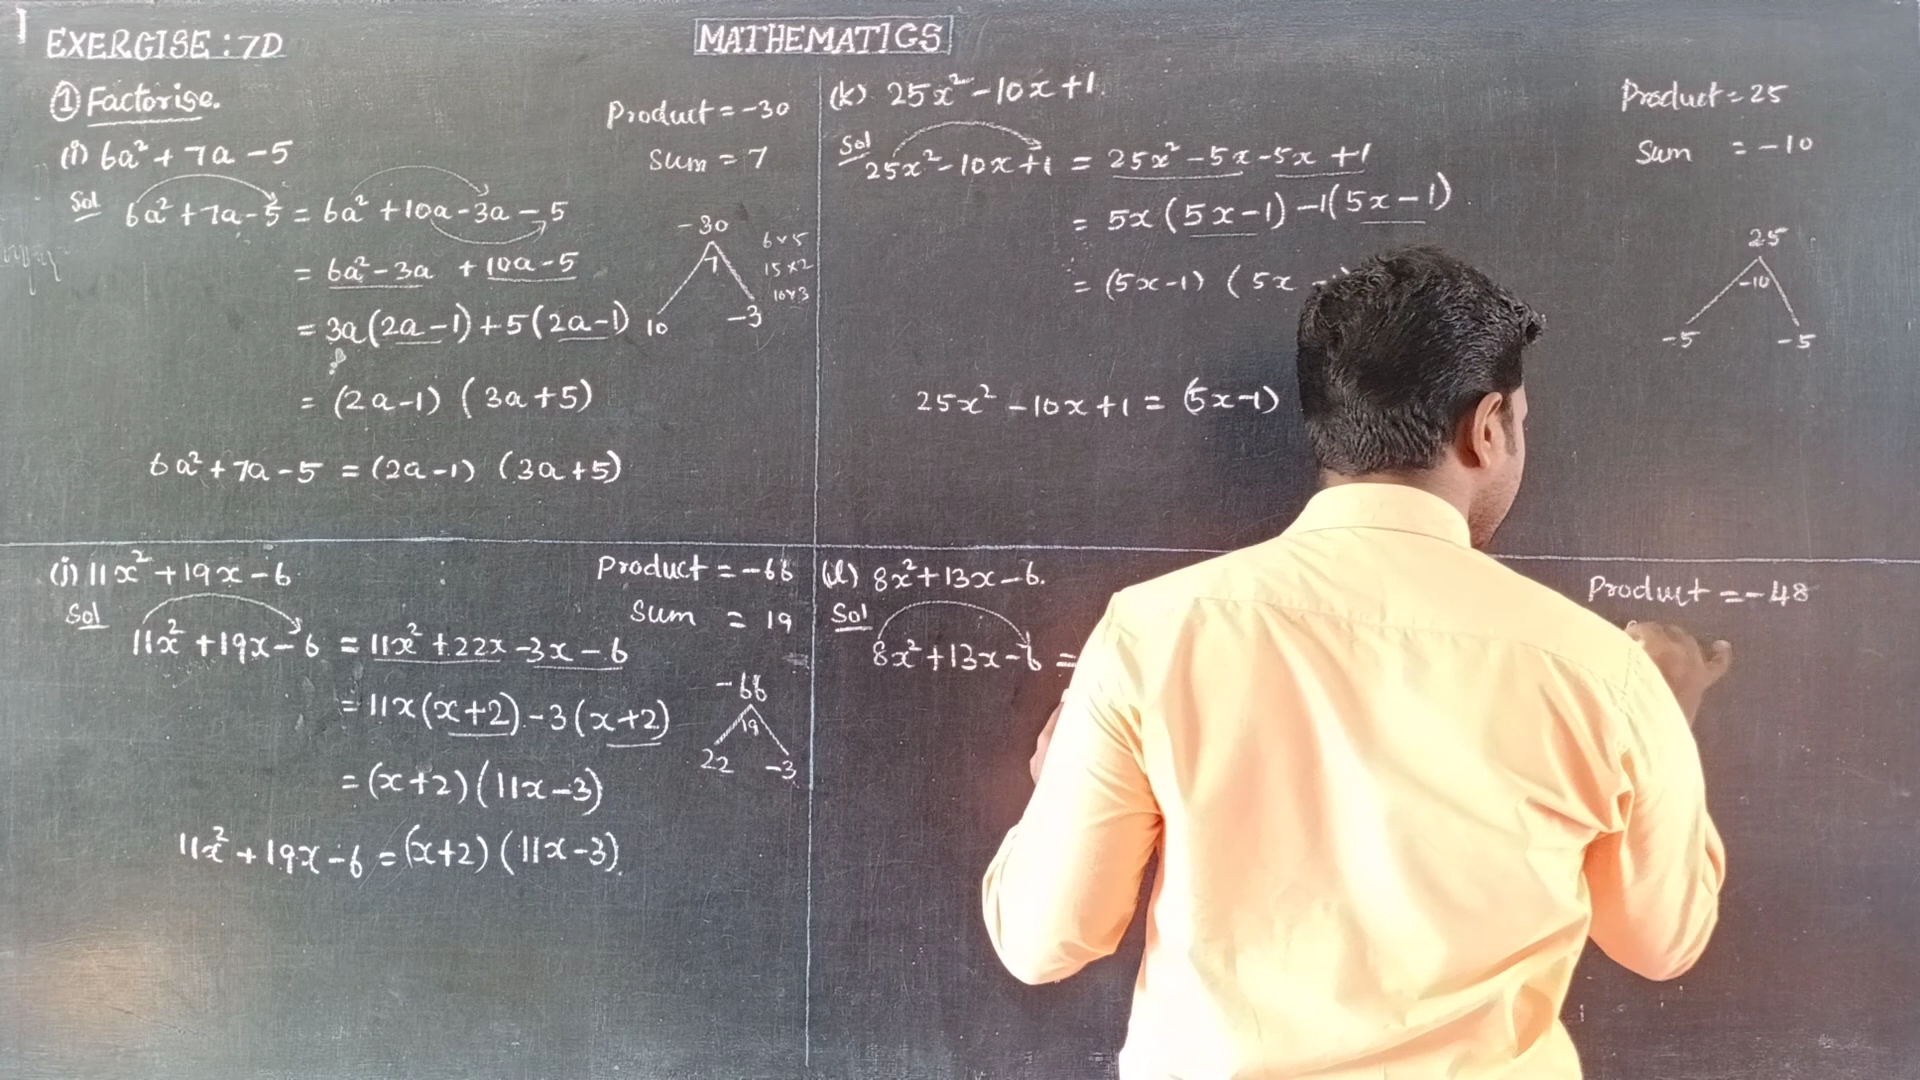 MATHEMATICS
EXERCISE : 7D
① Factorise.
(i) 6a² + 7a - 5
Product = -30
Sum = 7
Sol
6a² + 7a - 5 = 6a² + 10a - 3a - 5
= 6a² - 3a + 10a - 5
= 3a (2a - 1) + 5 (2a - 1)
= (2a - 1) (3a + 5)
6a² + 7a - 5 = (2a - 1) (3a + 5)
-30
7
10 -3
6 x 5
15 x 2
10 x 3
(j) 11x² + 19x - 6
Product = -66
Sum = 19
Sol
11x² + 19x - 6 = 11x² + 22x - 3x - 6
= 11x (x + 2) - 3 (x + 2)
= (x + 2) (11x - 3)
11x² + 19x - 6 = (x + 2) (11x - 3).
-66
19
22 -3
(k) 25x² - 10x + 1
Product = 25
Sum = -10
Sol
25x² - 10x + 1 = 25x² - 5x - 5x + 1
= 5x (5x - 1) - 1 (5x - 1)
= (5x - 1) (5x -
25x² - 10x + 1 = (5x - 1)
25
-10
-5 -5
(l) 8x² + 13x - 6.
Product = -48
Sol
8x² + 13x - 6 =